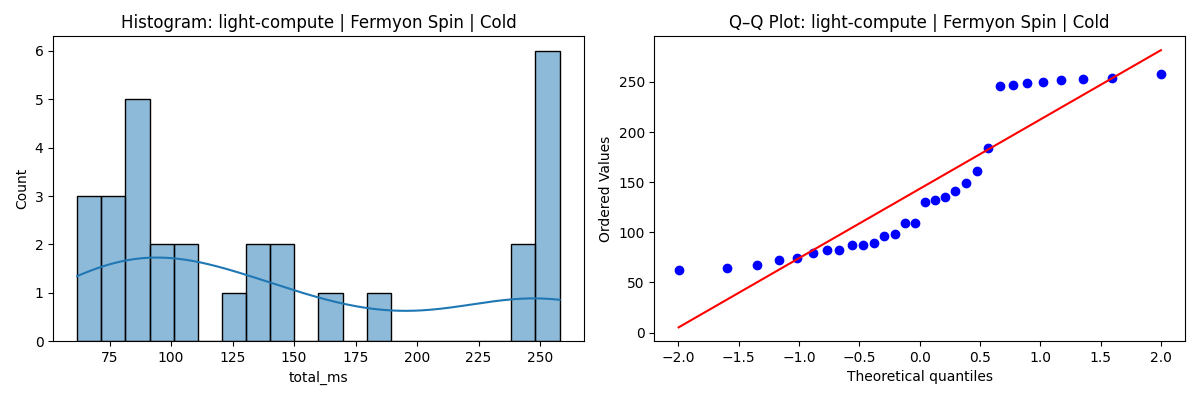 Histogram: light-compute | Fermyon Spin | Cold
6
5
4
3
2
1
0
Count
75 100 125 150 175 200 225 250
total_ms
Q–Q Plot: light-compute | Fermyon Spin | Cold
250
200
150
100
50
0
Ordered Values
−2.0 −1.5 −1.0 −0.5 0.0 0.5 1.0 1.5 2.0
Theoretical quantiles